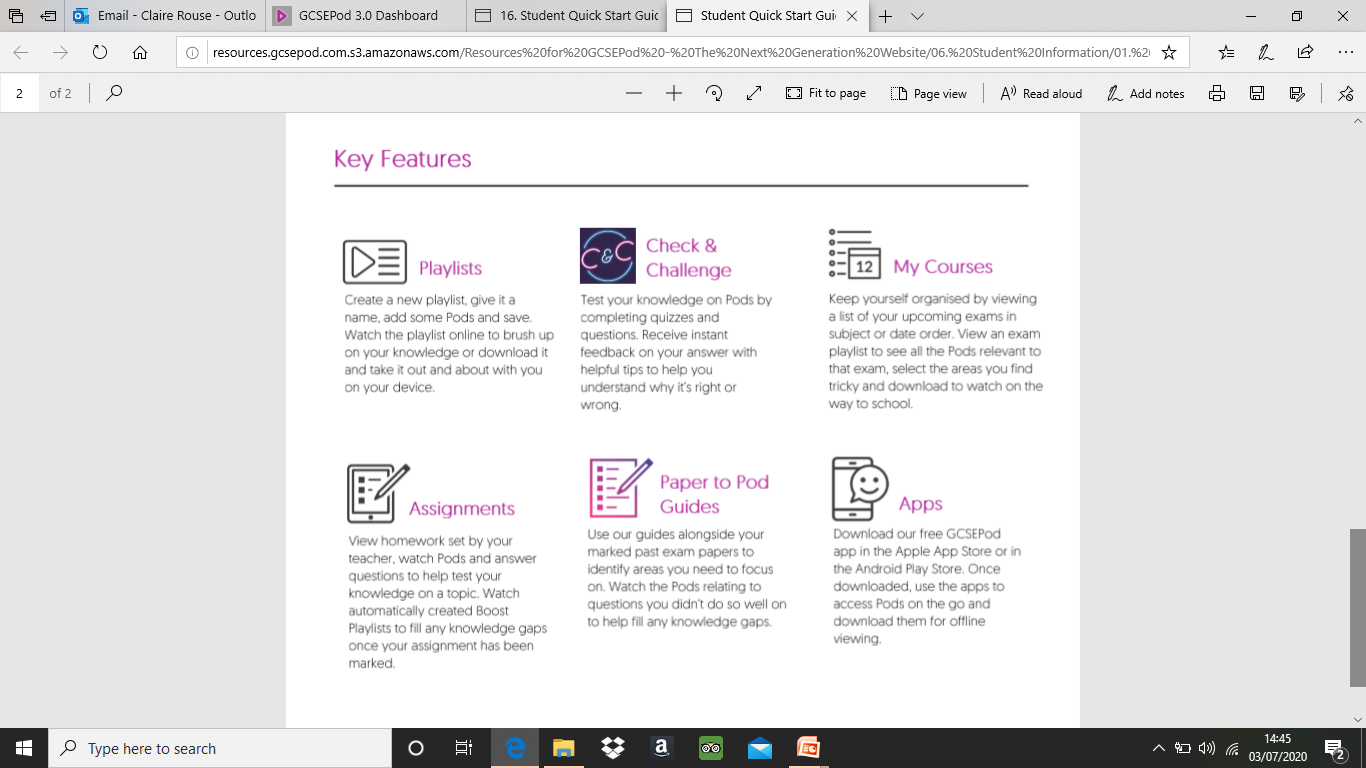 Email - Claire Rouse - Outlo
GCSEPod 3.0 Dashboard
16. Student Quick Start Guid
Student Quick Start Gui
resources.gcsepod.com.s3.amazonaws.com/Resources%20for%20GCSEPod%20-%20The%20Next%20Generation%20Website/06.%20Student%20Information/01.%20
2 of 2
Fit to page
Page view
Read aloud
Add notes
Key Features
Playlists
Create a new playlist, give it a
name, add some Pods and save.
Watch the playlist online to brush up
on your knowledge or download it
and take it out and about with you
on your device.
C&C
Check &
Challenge
Test your knowledge on Pods by
completing quizzes and
questions. Receive instant
feedback on your answer with
helpful tips to help you
understand why it's right or
wrong.
12
My Courses
Keep yourself organised by viewing
a list of your upcoming exams in
subject or date order. View an exam
playlist to see all the Pods relevant to
that exam, select the areas you find
tricky and download to watch on the
way to school.
Assignments
View homework set by your
teacher, watch Pods and answer
questions to help test your
knowledge on a topic. Watch
automatically created Boost
Playlists to fill any knowledge gaps
once your assignment has been
marked.
Paper to Pod
Guides
Use our guides alongside your
marked past exam papers to
identify areas you need to focus
on. Watch the Pods relating to
questions you didn't do so well on
to help fill any knowledge gaps.
Apps
Download our free GCSEPod
app in the Apple App Store or in
the Android Play Store. Once
downloaded, use the apps to
access Pods on the go and
download them for offline
viewing.
Type here to search
14:45
03/07/2020
2